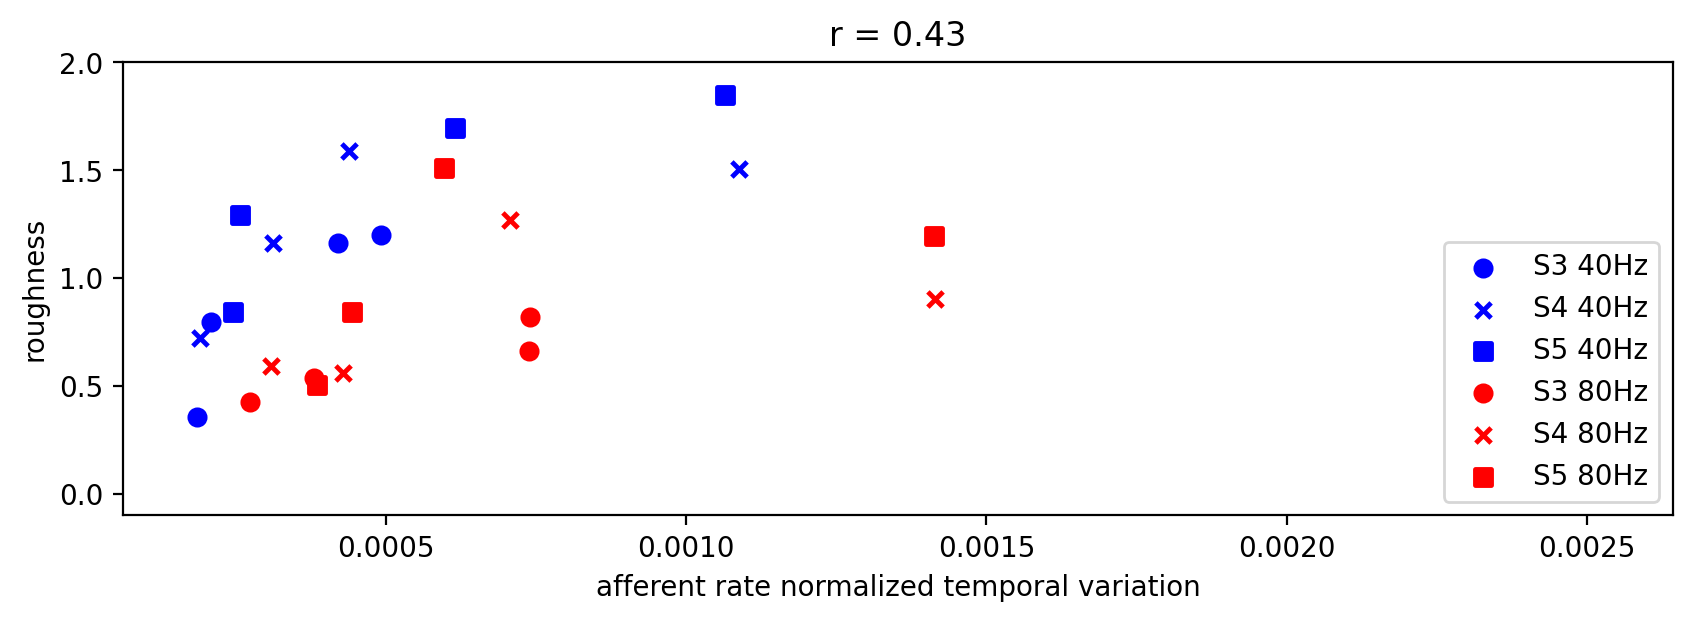 r = 0.43
2.0
1.5
1.0
0.5
0.0
roughness
S3 40Hz
S4 40Hz
S5 40Hz
S3 80Hz
S4 80Hz
S5 80Hz
0.0005 0.0010 0.0015 0.0020 0.0025
afferent rate normalized temporal variation